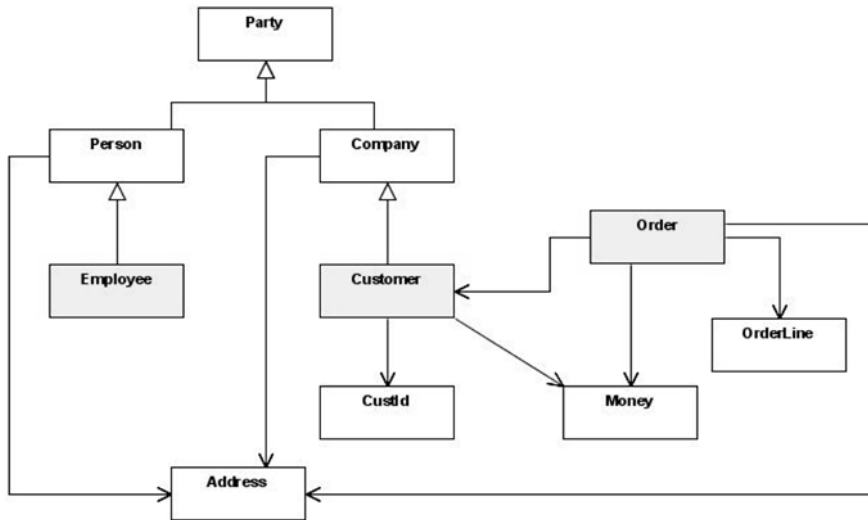 Party
Person
Company
Order
Employee
Customer
OrderLine
CustId
Money
Address